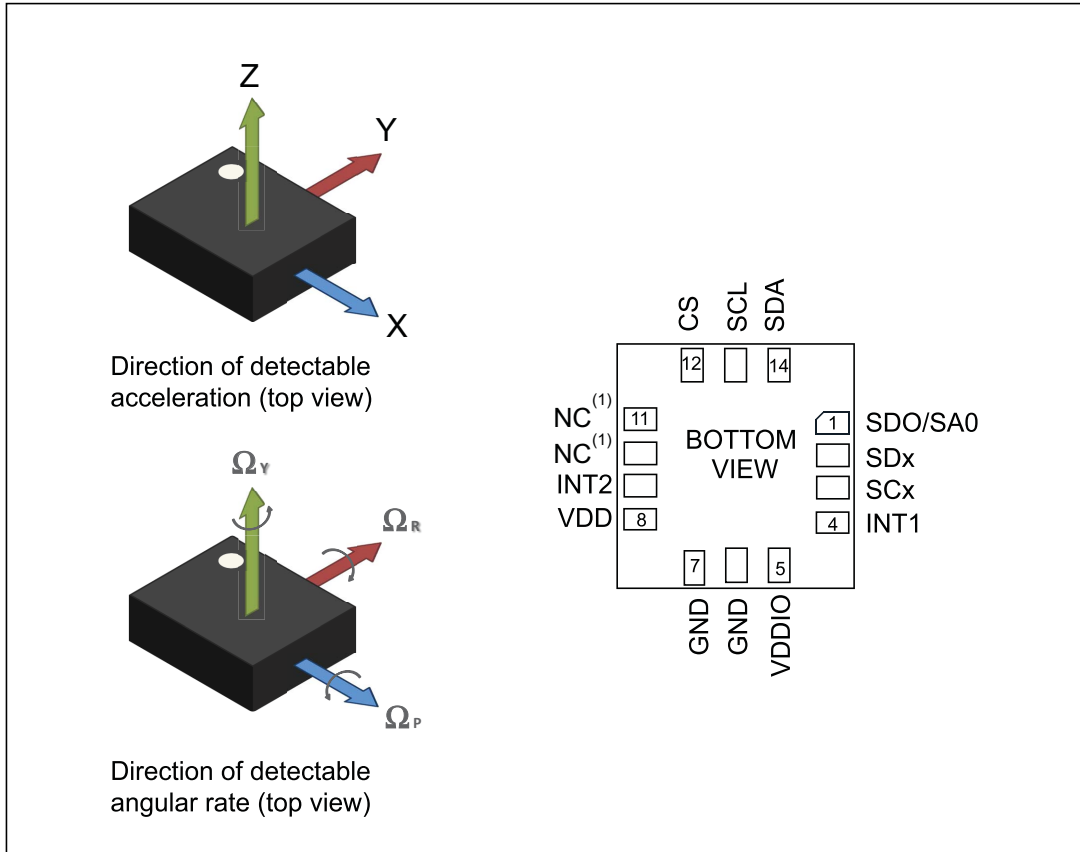 Z
Y
X
Direction of detectable
acceleration (top view)
ΩY
ΩR
ΩP
Direction of detectable
angular rate (top view)
CS
SCL
SDA
12
14
NC(1)
11
1
SDO/SA0
NC(1)
BOTTOM
VIEW
SDx
INT2
SCx
VDD
8
4
INT1
7
5
GND
GND
VDDIO